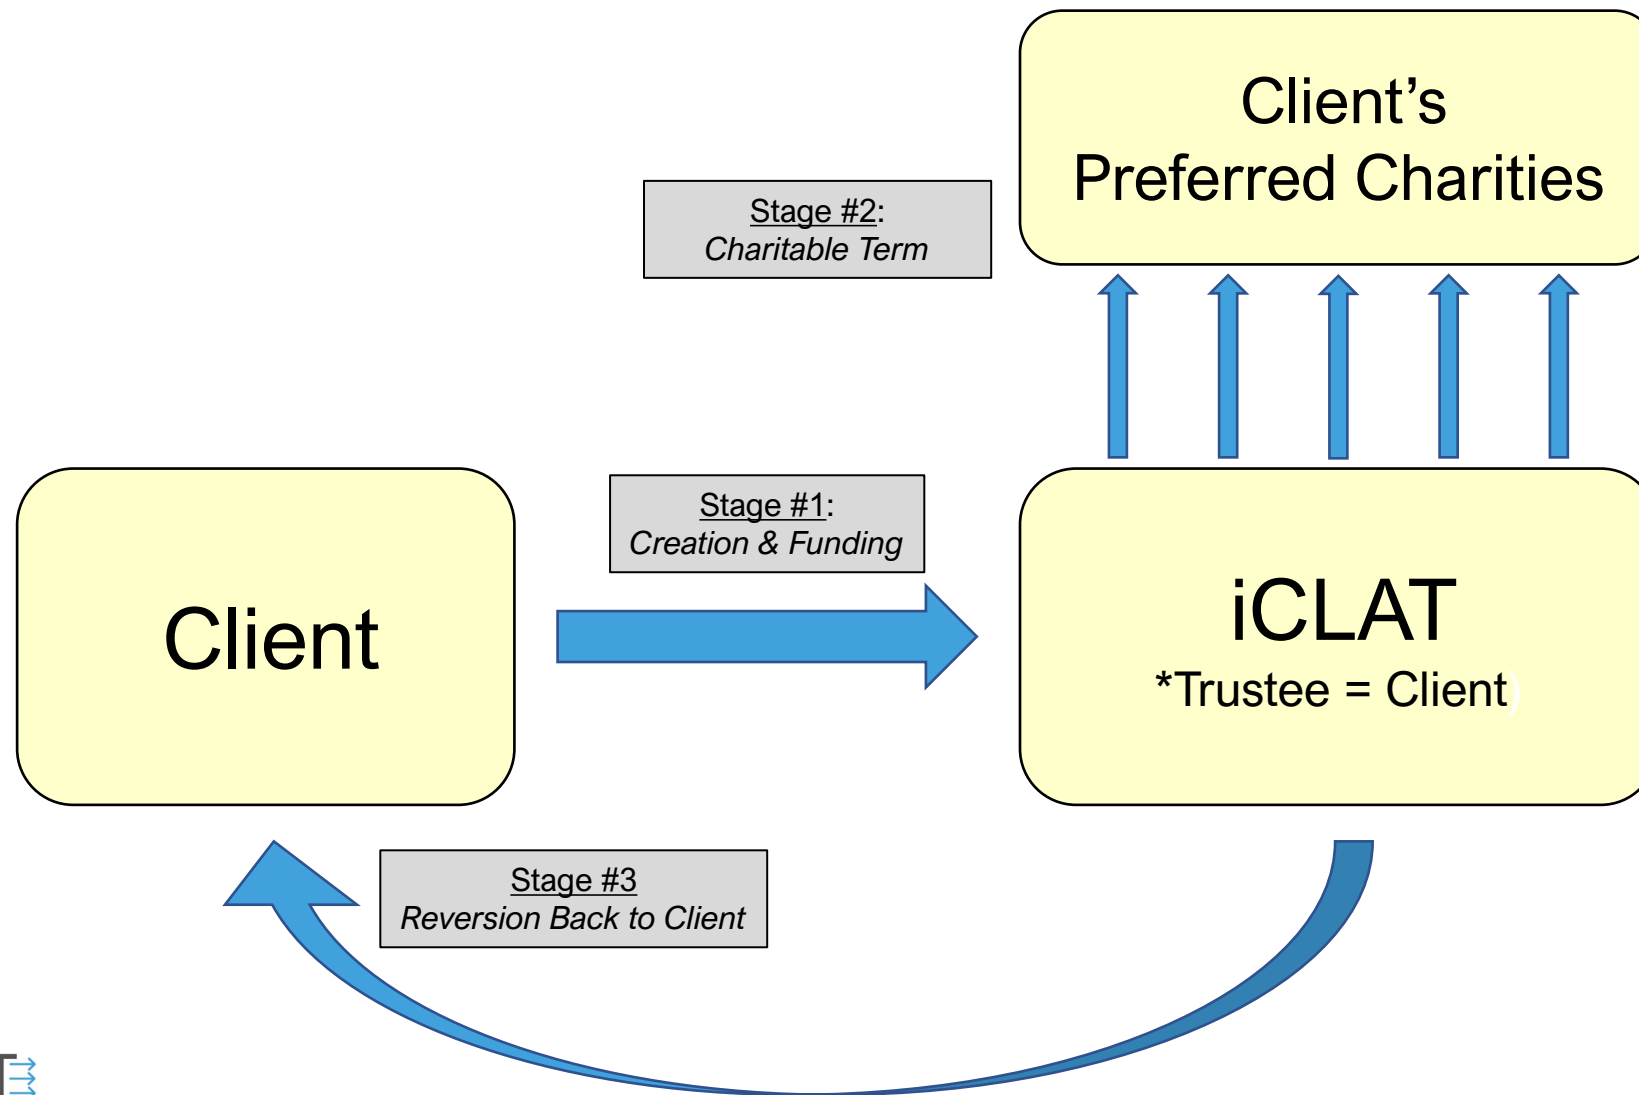 Client's
Preferred Charities
Stage #2:
Charitable Term
Stage #1:
Creation & Funding
Client
iCLAT
*Trustee = Client)
Stage #3
Reversion Back to Client